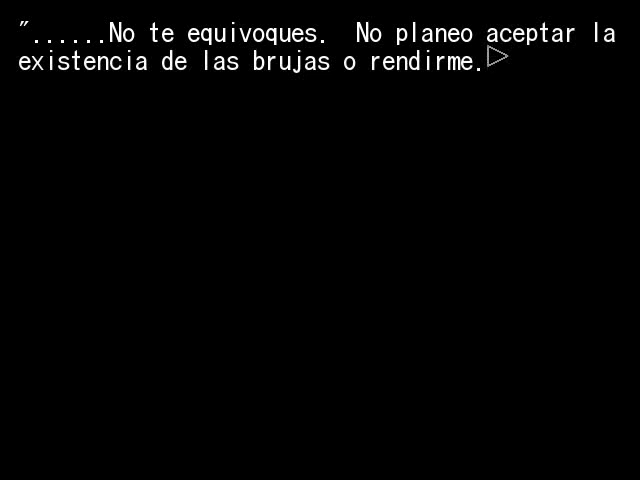 "......No te equivoques.  No planeo aceptar la
existencia de las brujas o rendirme.